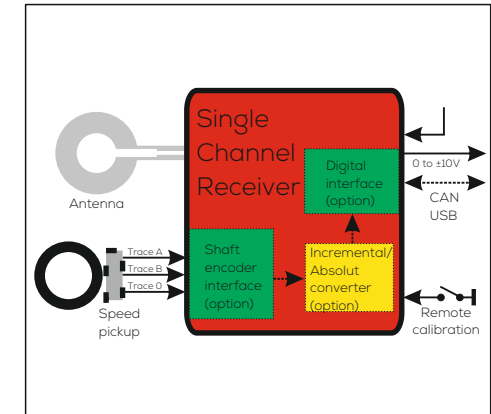 Single
Channel
Receiver
Digital
interface
(option)
0 to ±10V
CAN
USB
Antenna
Trace A
Trace B
Trace 0
Shaft
encoder
interface
(option)
Incremental/
Absolut
converter
(option)
Speed
pickup
Remote
calibration